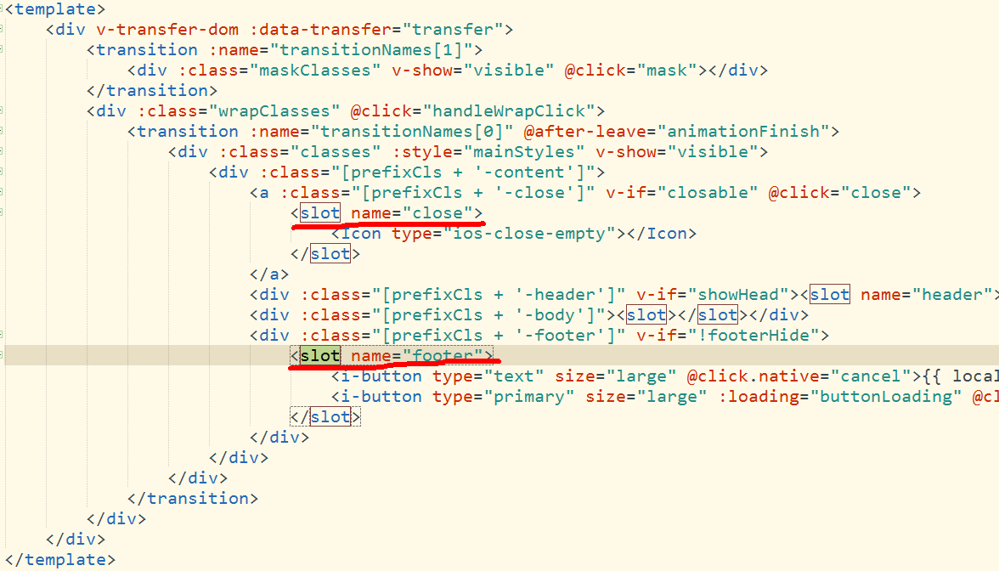 <template>
<div v-transfer-dom :data-transfer="transfer">
<transition :name="transitionNames[1]">
<div :class="maskClasses" v-show="visible" @click="mask"></div>
</transition>
<div :class="wrapClasses" @click="handleWrapClick">
<transition :name="transitionNames[0]" @after-leave="animationFinish">
<div :class="classes" :style="mainStyles" v-show="visible">
<div :class="[prefixCls + '-content']">
<a :class="[prefixCls + '-close']" v-if="closable" @click="close">
<slot name="close">
<Icon type="ios-close-empty"></Icon>
</slot>
</a>
<div :class="[prefixCls + '-header']" v-if="showHead"><slot name="header">
<div :class="[prefixCls + '-body']"><slot></slot></div>
<div :class="[prefixCls + '-footer']" v-if="!footerHide">
<slot name="footer">
<i-button type="text" size="large" @click.native="cancel">{{ local
<i-button type="primary" size="large" :loading="buttonLoading" @cl
</slot>
</div>
</div>
</div>
</transition>
</div>
</div>
</template>